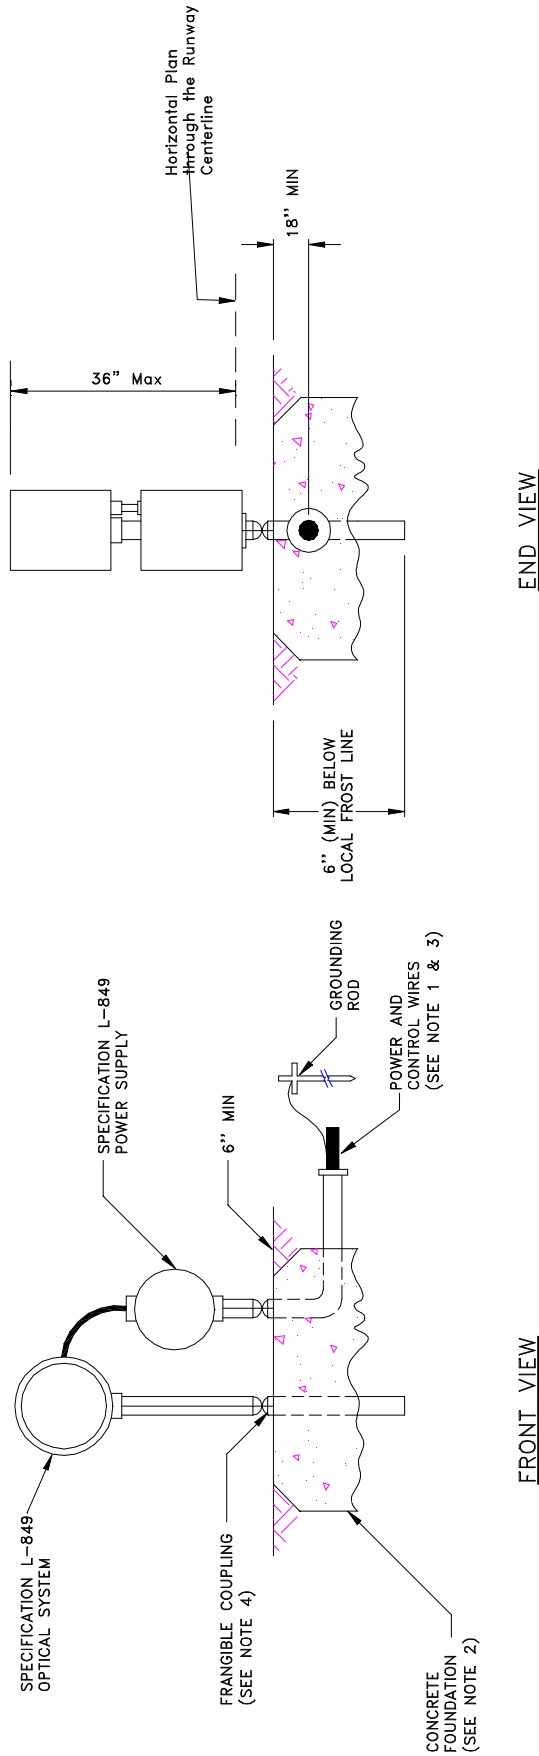 SPECIFICATION L-849
OPTICAL SYSTEM
SPECIFICATION L-849
POWER SUPPLY
FRANGIBLE COUPLING
(SEE NOTE 4)
6" MIN
GROUNDING
ROD
POWER AND
CONTROL WIRES
(SEE NOTE 1 & 3)
CONCRETE
FOUNDATION
(SEE NOTE 2)
FRONT VIEW
36" Max
Horizontal Plan
through the Runway
Centerline
18" MIN
6" (MIN) BELOW
LOCAL FROST LINE
END VIEW